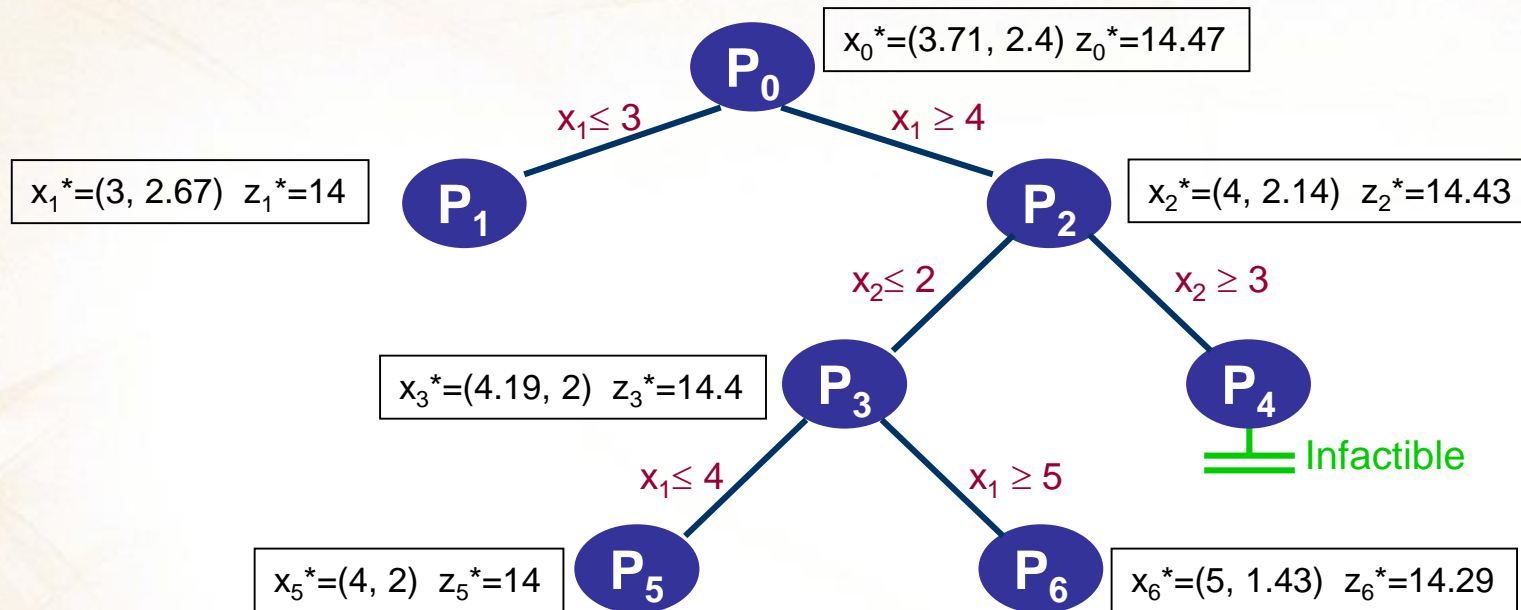 x₀*=(3.71, 2.4) z₀*=14.47
P₀
x₁≤ 3
x₁ ≥ 4
x₁*=(3, 2.67) z₁*=14
P₁
P₂
x₂*=(4, 2.14) z₂*=14.43
x₂≤ 2
x₂ ≥ 3
x₃*=(4.19, 2) z₃*=14.4
P₃
P₄
Infactible
x₁≤ 4
x₁ ≥ 5
x₅*=(4, 2) z₅*=14
P₅
P₆
x₆*=(5, 1.43) z₆*=14.29